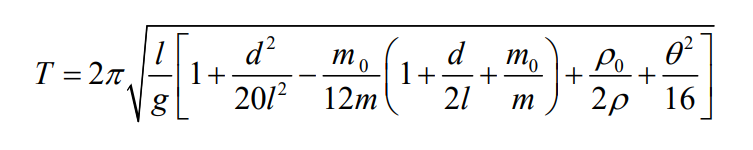 T = 2π√(l/g [1 + d²/20l² − m₀/12m (1 + d/2l + m₀/m) + ρ₀/2ρ + θ²/16])